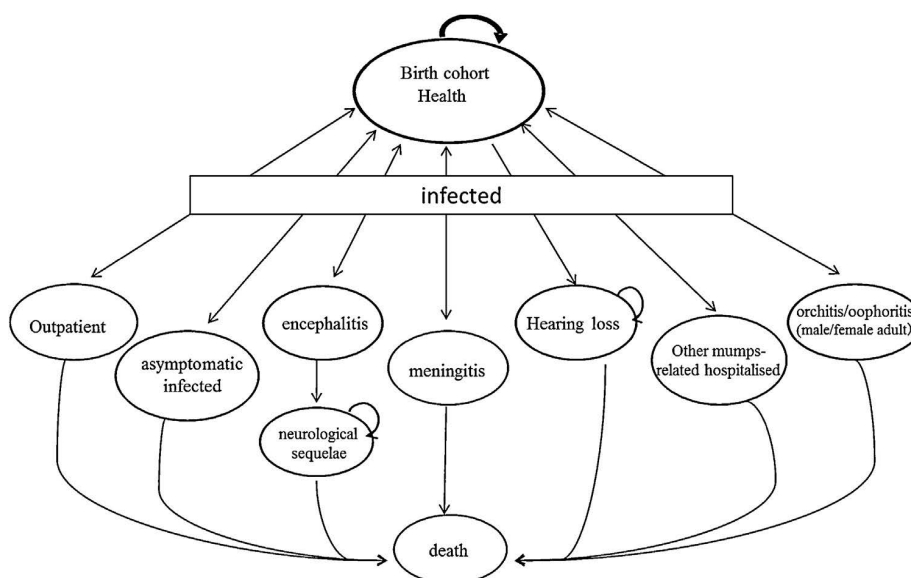 Birth cohort
Health
infected
Outpatient
asymptomatic
infected
encephalitis
neurological
sequelae
meningitis
Hearing loss
Other mumps-
related hospitalised
orchitis/oophoritis
(male/female adult)
death